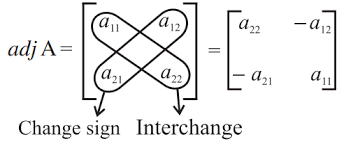 adj A = [ a₁₁ a₁₂ ] = [ a₂₂ − a₁₂ ]
[ a₂₁ a₂₂ ] [ − a₂₁ a₁₁ ]
Change sign Interchange